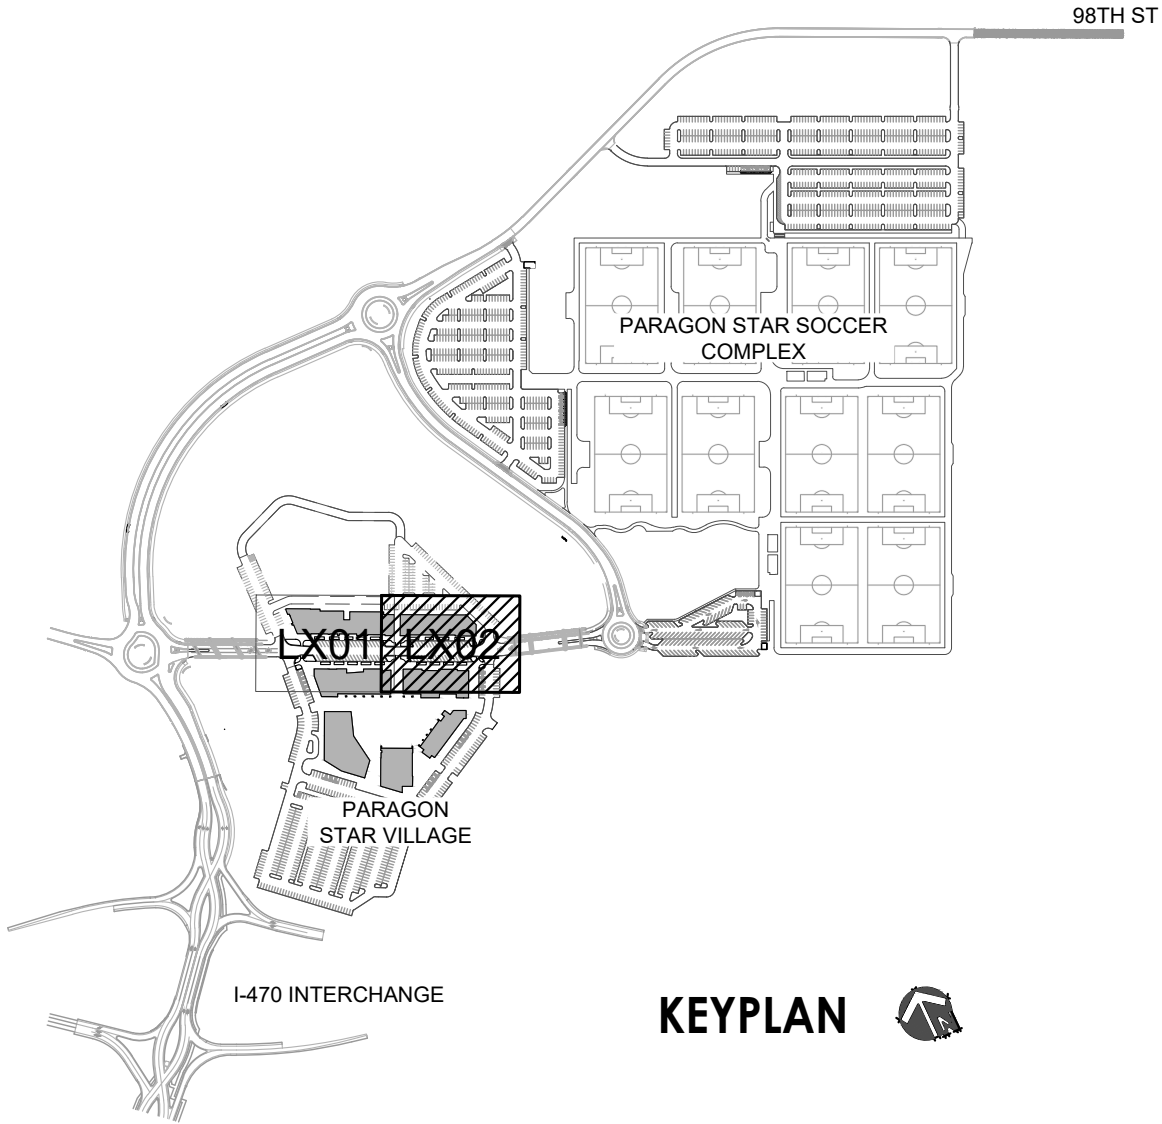 98TH ST
PARAGON STAR SOCCER
COMPLEX
LX01
LX02
PARAGON
STAR VILLAGE
I-470 INTERCHANGE
KEYPLAN